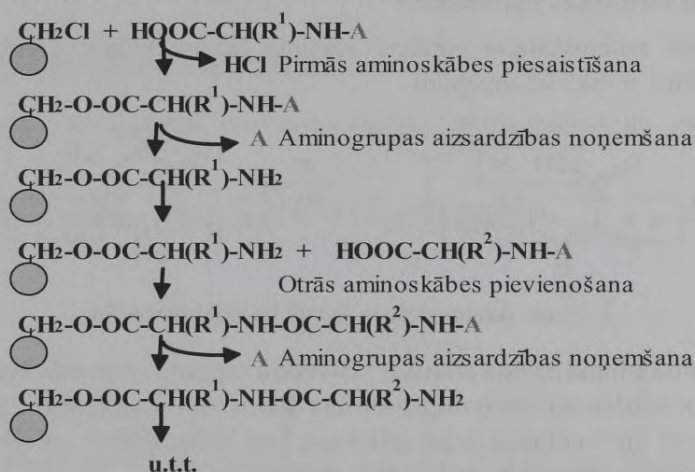 CH2Cl + HOOOC-CH(R1)-NH-A
HCl Pirmās aminoskābes piesaistīšana
CH2-O-OC-CH(R1)-NH-A
A Aminogrupas aizsardzības noņemšana
CH2-O-OC-CH(R1)-NH2
CH2-O-OC-CH(R1)-NH2 + HOOC-CH(R2)-NH-A
Otrās aminoskābes pievienošana
CH2-O-OC-CH(R1)-NH-OC-CH(R2)-NH-A
A Aminogrupas aizsardzības noņemšana
CH2-O-OC-CH(R1)-NH-OC-CH(R2)-NH2
u.t.t.